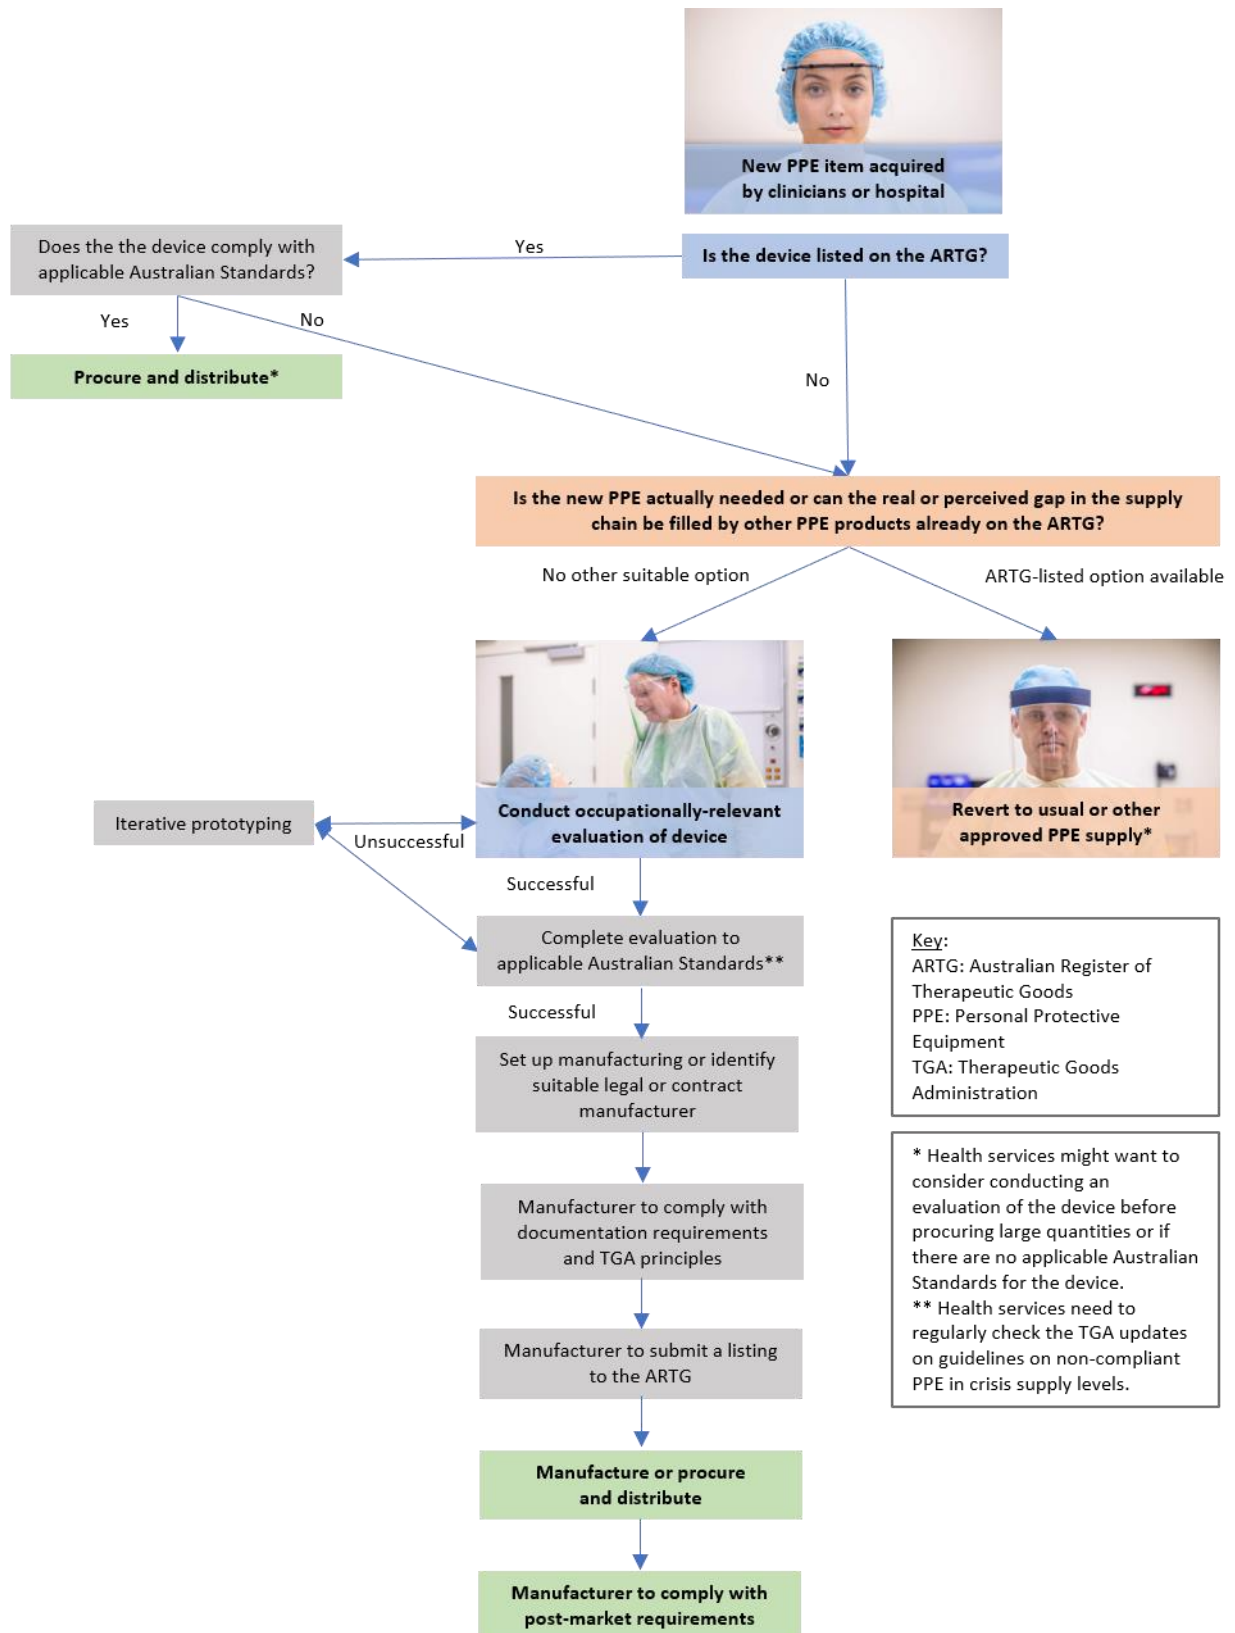 New PPE item acquired
by clinicians or hospital
Is the device listed on the ARTG?
Yes
Does the the device comply with
applicable Australian Standards?
Yes
No
No
Procure and distribute*
Is the new PPE actually needed or can the real or perceived gap in the supply
chain be filled by other PPE products already on the ARTG?
No other suitable option
ARTG-listed option available
Conduct occupationally-relevant
evaluation of device
Revert to usual or other
approved PPE supply*
Iterative prototyping
Unsuccessful
Successful
Complete evaluation to
applicable Australian Standards**
Successful
Set up manufacturing or identify
suitable legal or contract
manufacturer
Manufacturer to comply with
documentation requirements
and TGA principles
Manufacturer to submit a listing
to the ARTG
Manufacture or procure
and distribute
Manufacturer to comply with
post-market requirements
Key:
ARTG: Australian Register of
Therapeutic Goods
PPE: Personal Protective
Equipment
TGA: Therapeutic Goods
Administration
* Health services might want to
consider conducting an
evaluation of the device before
procuring large quantities or if
there are no applicable Australian
Standards for the device.
** Health services need to
regularly check the TGA updates
on guidelines on non-compliant
PPE in crisis supply levels.